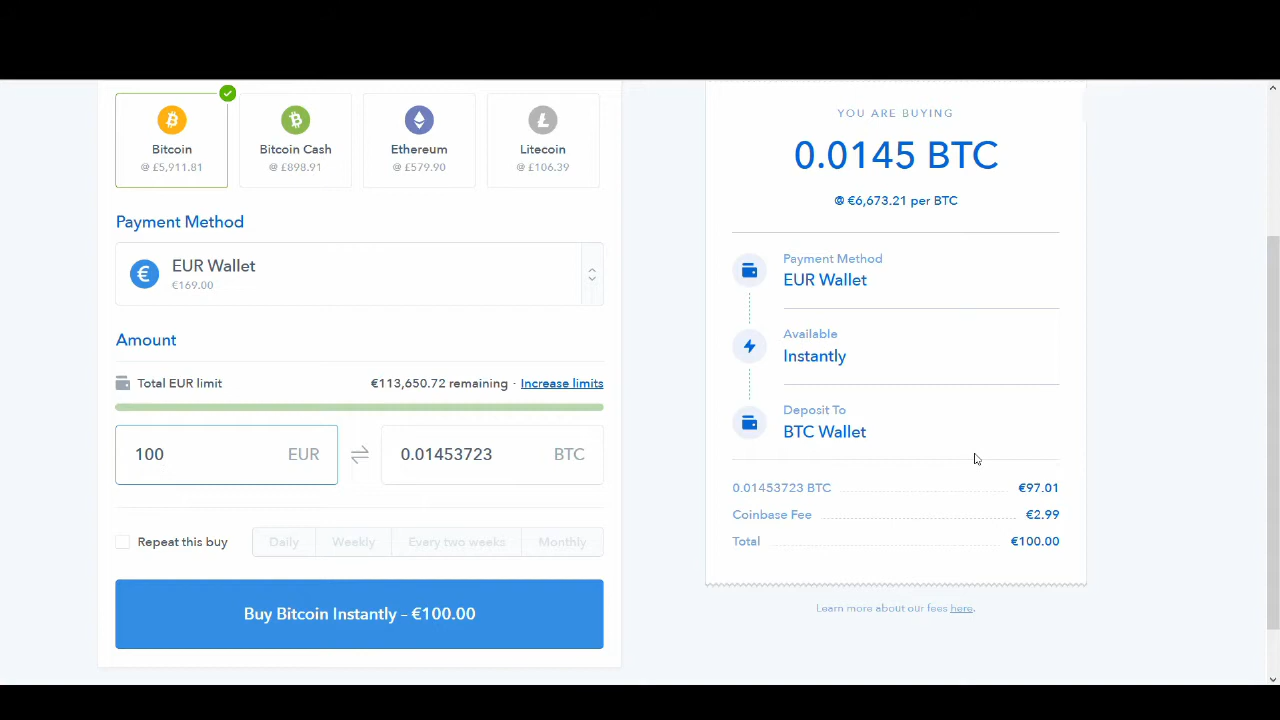 Bitcoin
@ £5,911.81
Bitcoin Cash
@ £898.91
Ethereum
@ £579.90
Litecoin
@ £106.39
Payment Method
EUR Wallet
€169.00
Amount
Total EUR limit
€113,650.72 remaining · Increase limits
100 EUR
0.01453723 BTC
Repeat this buy
Daily
Weekly
Every two weeks
Monthly
Buy Bitcoin Instantly - €100.00
YOU ARE BUYING
0.0145 BTC
@ €6,673.21 per BTC
Payment Method
EUR Wallet
Available
Instantly
Deposit To
BTC Wallet
0.01453723 BTC €97.01
Coinbase Fee €2.99
Total €100.00
Learn more about our fees here.